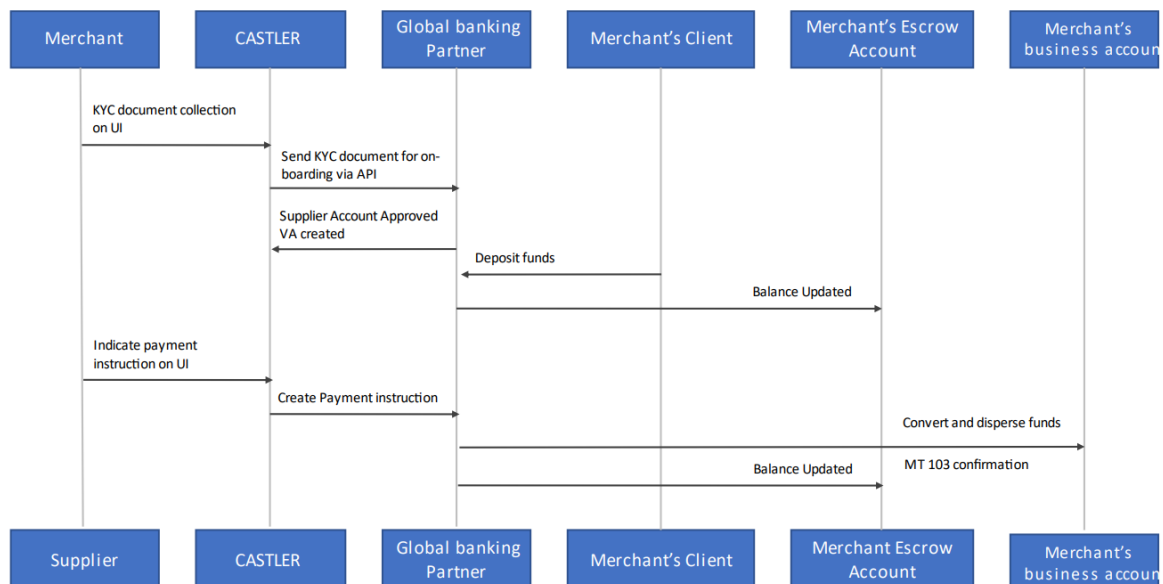 Merchant
CASTLER
Global banking
Partner
Merchant's Client
Merchant's Escrow
Account
Merchant's
business accoun
KYC document collection
on UI
Send KYC document for on-
boarding via API
Supplier Account Approved
VA created
Deposit funds
Balance Updated
Indicate payment
instruction on UI
Create Payment instruction
Convert and disperse funds
MT 103 confirmation
Balance Updated
Supplier
CASTLER
Global banking
Partner
Merchant's Client
Merchant Escrow
Account
Merchant's
business accoun